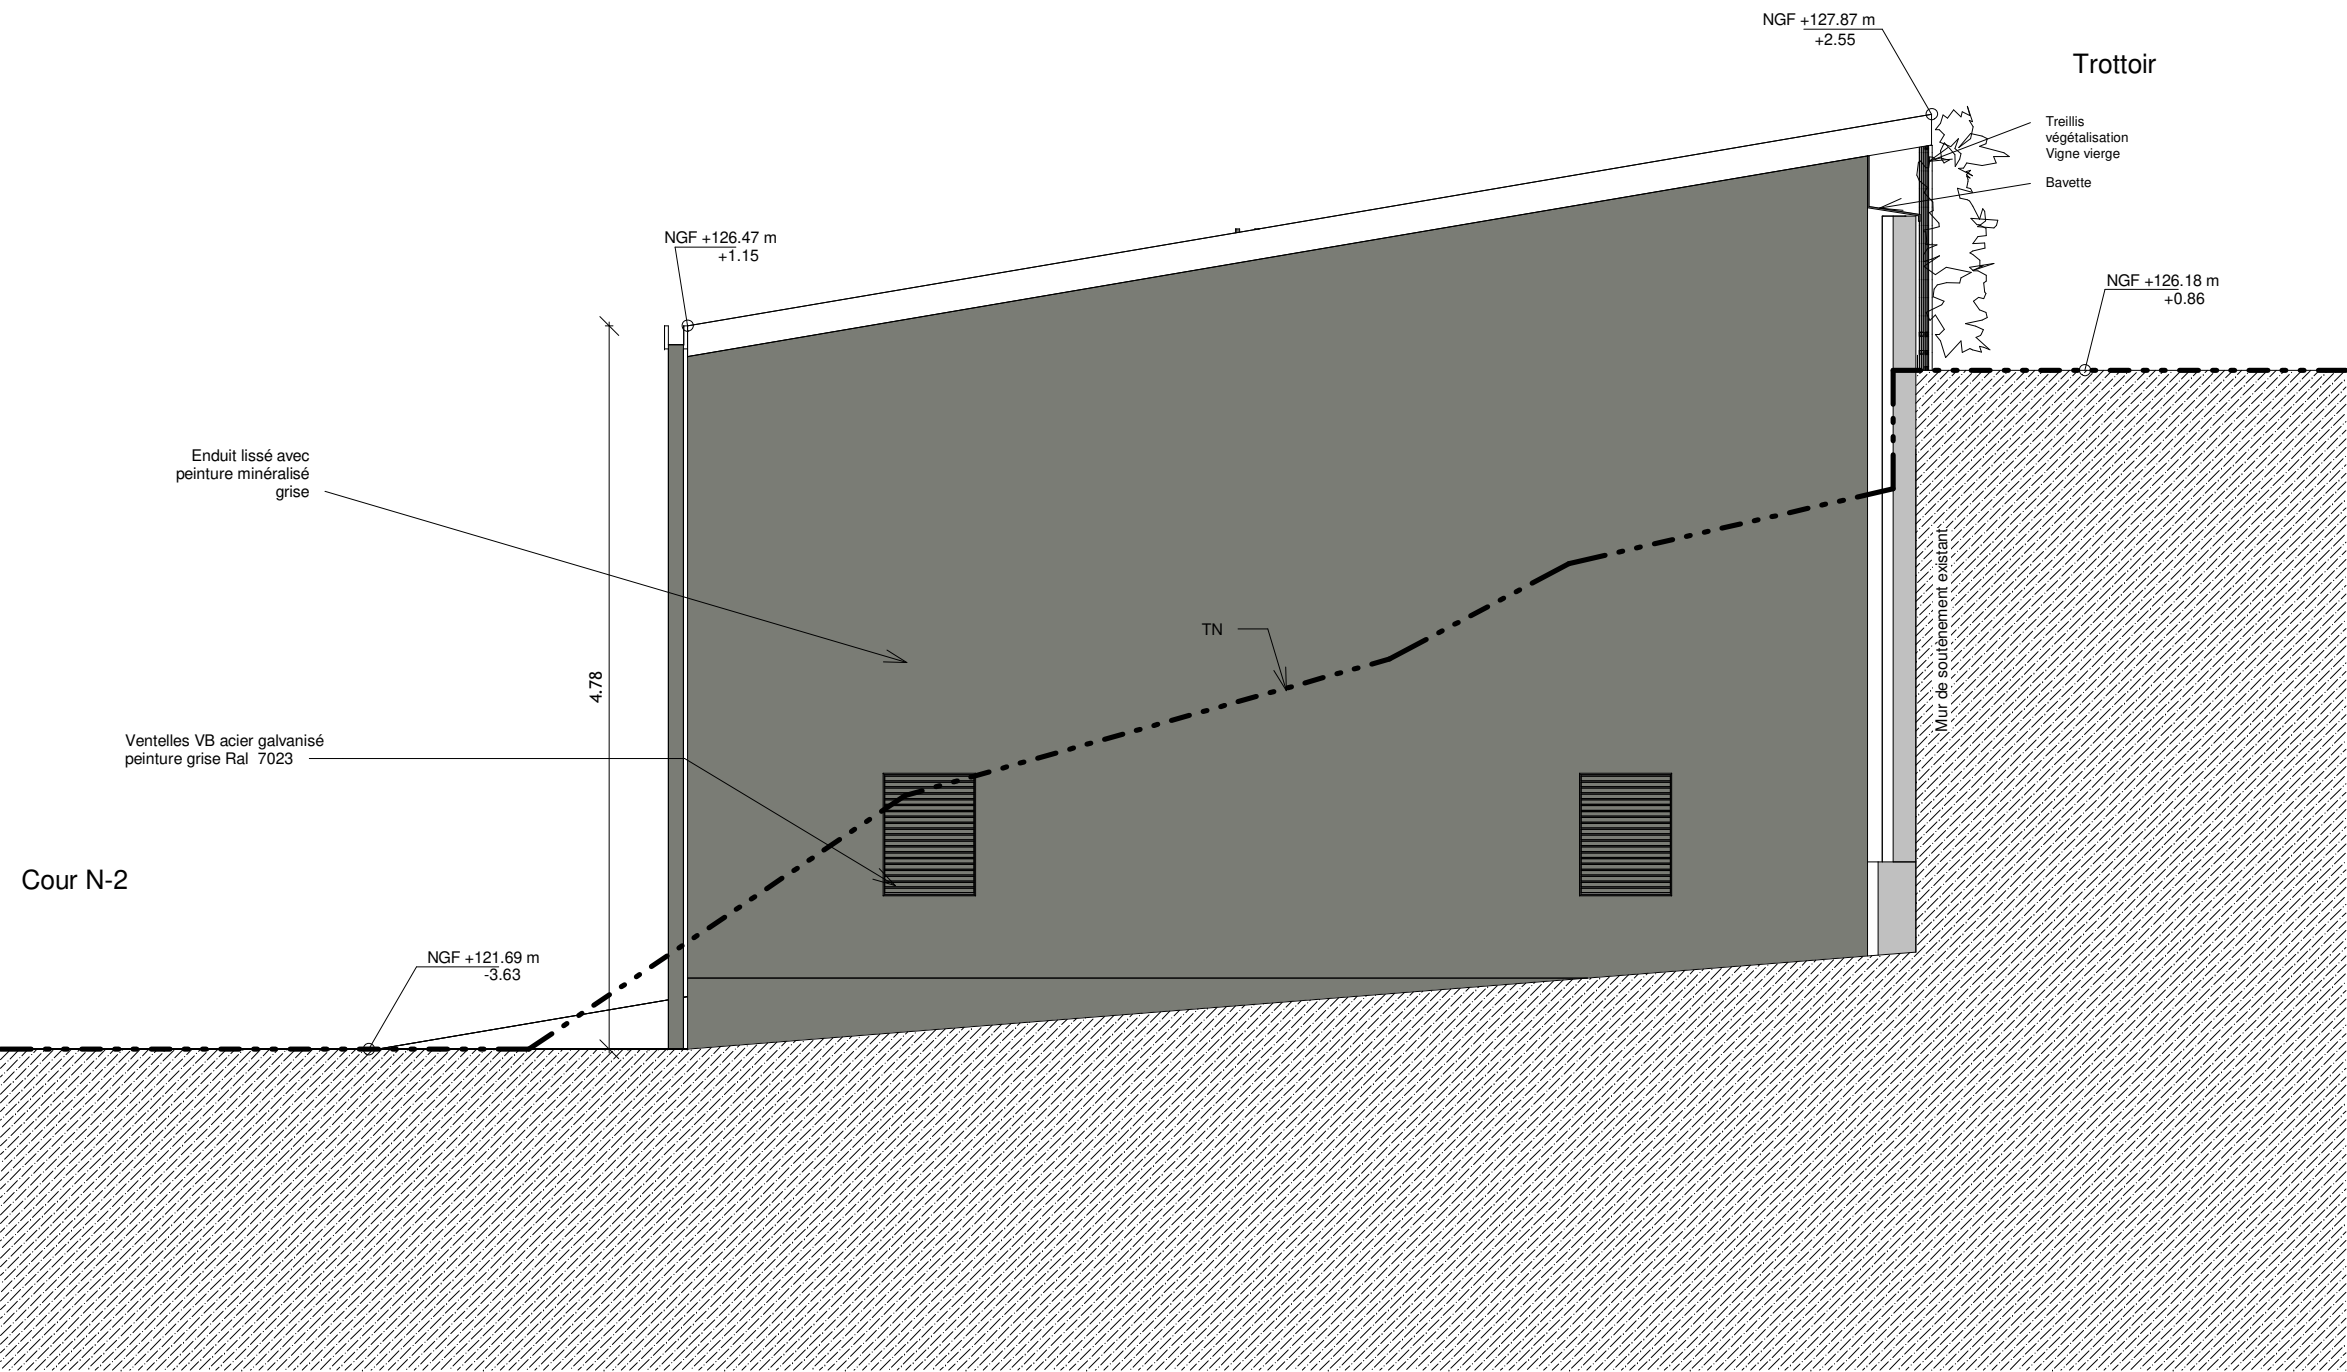 NGF +127.87 m
+2.55
Trottoir
Treillis
végétalisation
Vigne vierge
Bavette
NGF +126.47 m
+1.15
NGF +126.18 m
+0.86
Enduit lissé avec
peinture minéralisé
grise
Mur de soutènement existant
TN
4.78
Ventelles VB acier galvanisé
peinture grise Ral 7023
Cour N-2
NGF +121.69 m
-3.63